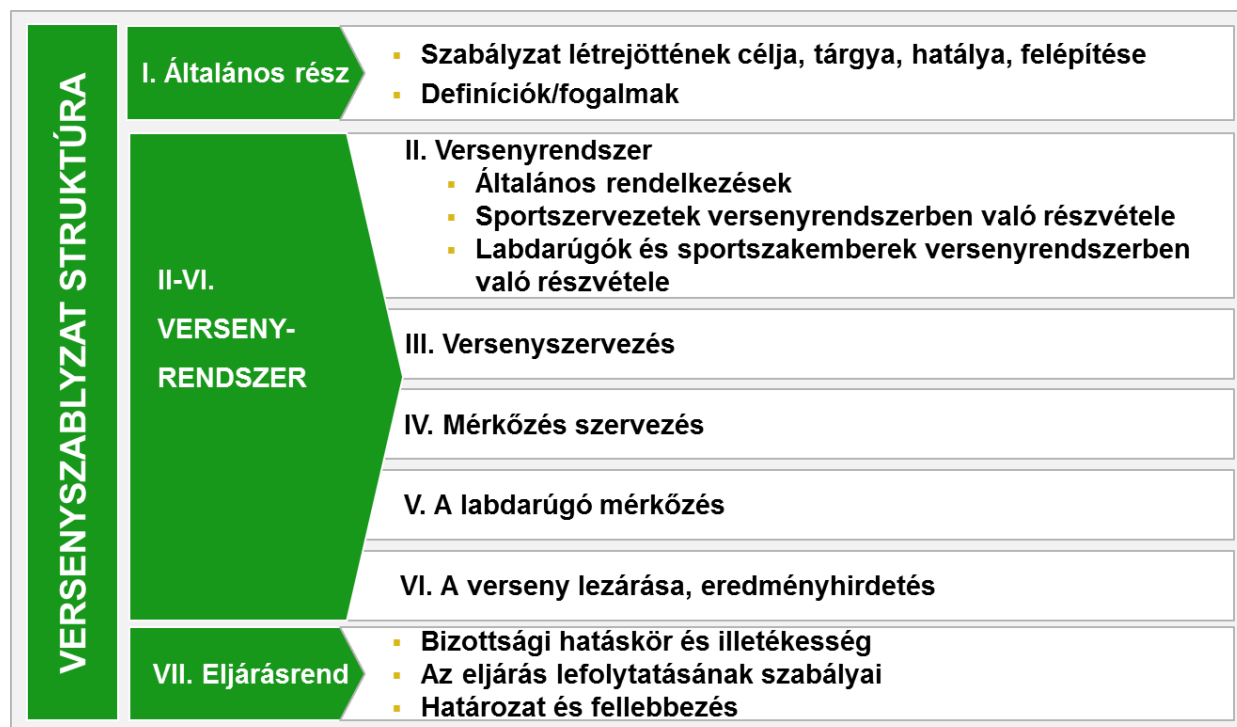 VERSENYSZABLYZAT STRUKTÚRA
I. Általános rész
▪ Szabályzat létrejöttének célja, tárgya, hatálya, felépítése
▪ Definíciók/fogalmak
II-VI.
VERSENY-
RENDSZER
II. Versenyrendszer
▪ Általános rendelkezések
▪ Sportszervezetek versenyrendszerben való részvétele
▪ Labdarúgók és sportszakemberek versenyrendszerben
való részvétele
III. Versenyszervezés
IV. Mérkőzés szervezés
V. A labdarúgó mérkőzés
VI. A verseny lezárása, eredményhirdetés
VII. Eljárásrend
▪ Bizottsági hatáskör és illetékesség
▪ Az eljárás lefolytatásának szabályai
▪ Határozat és fellebbezés